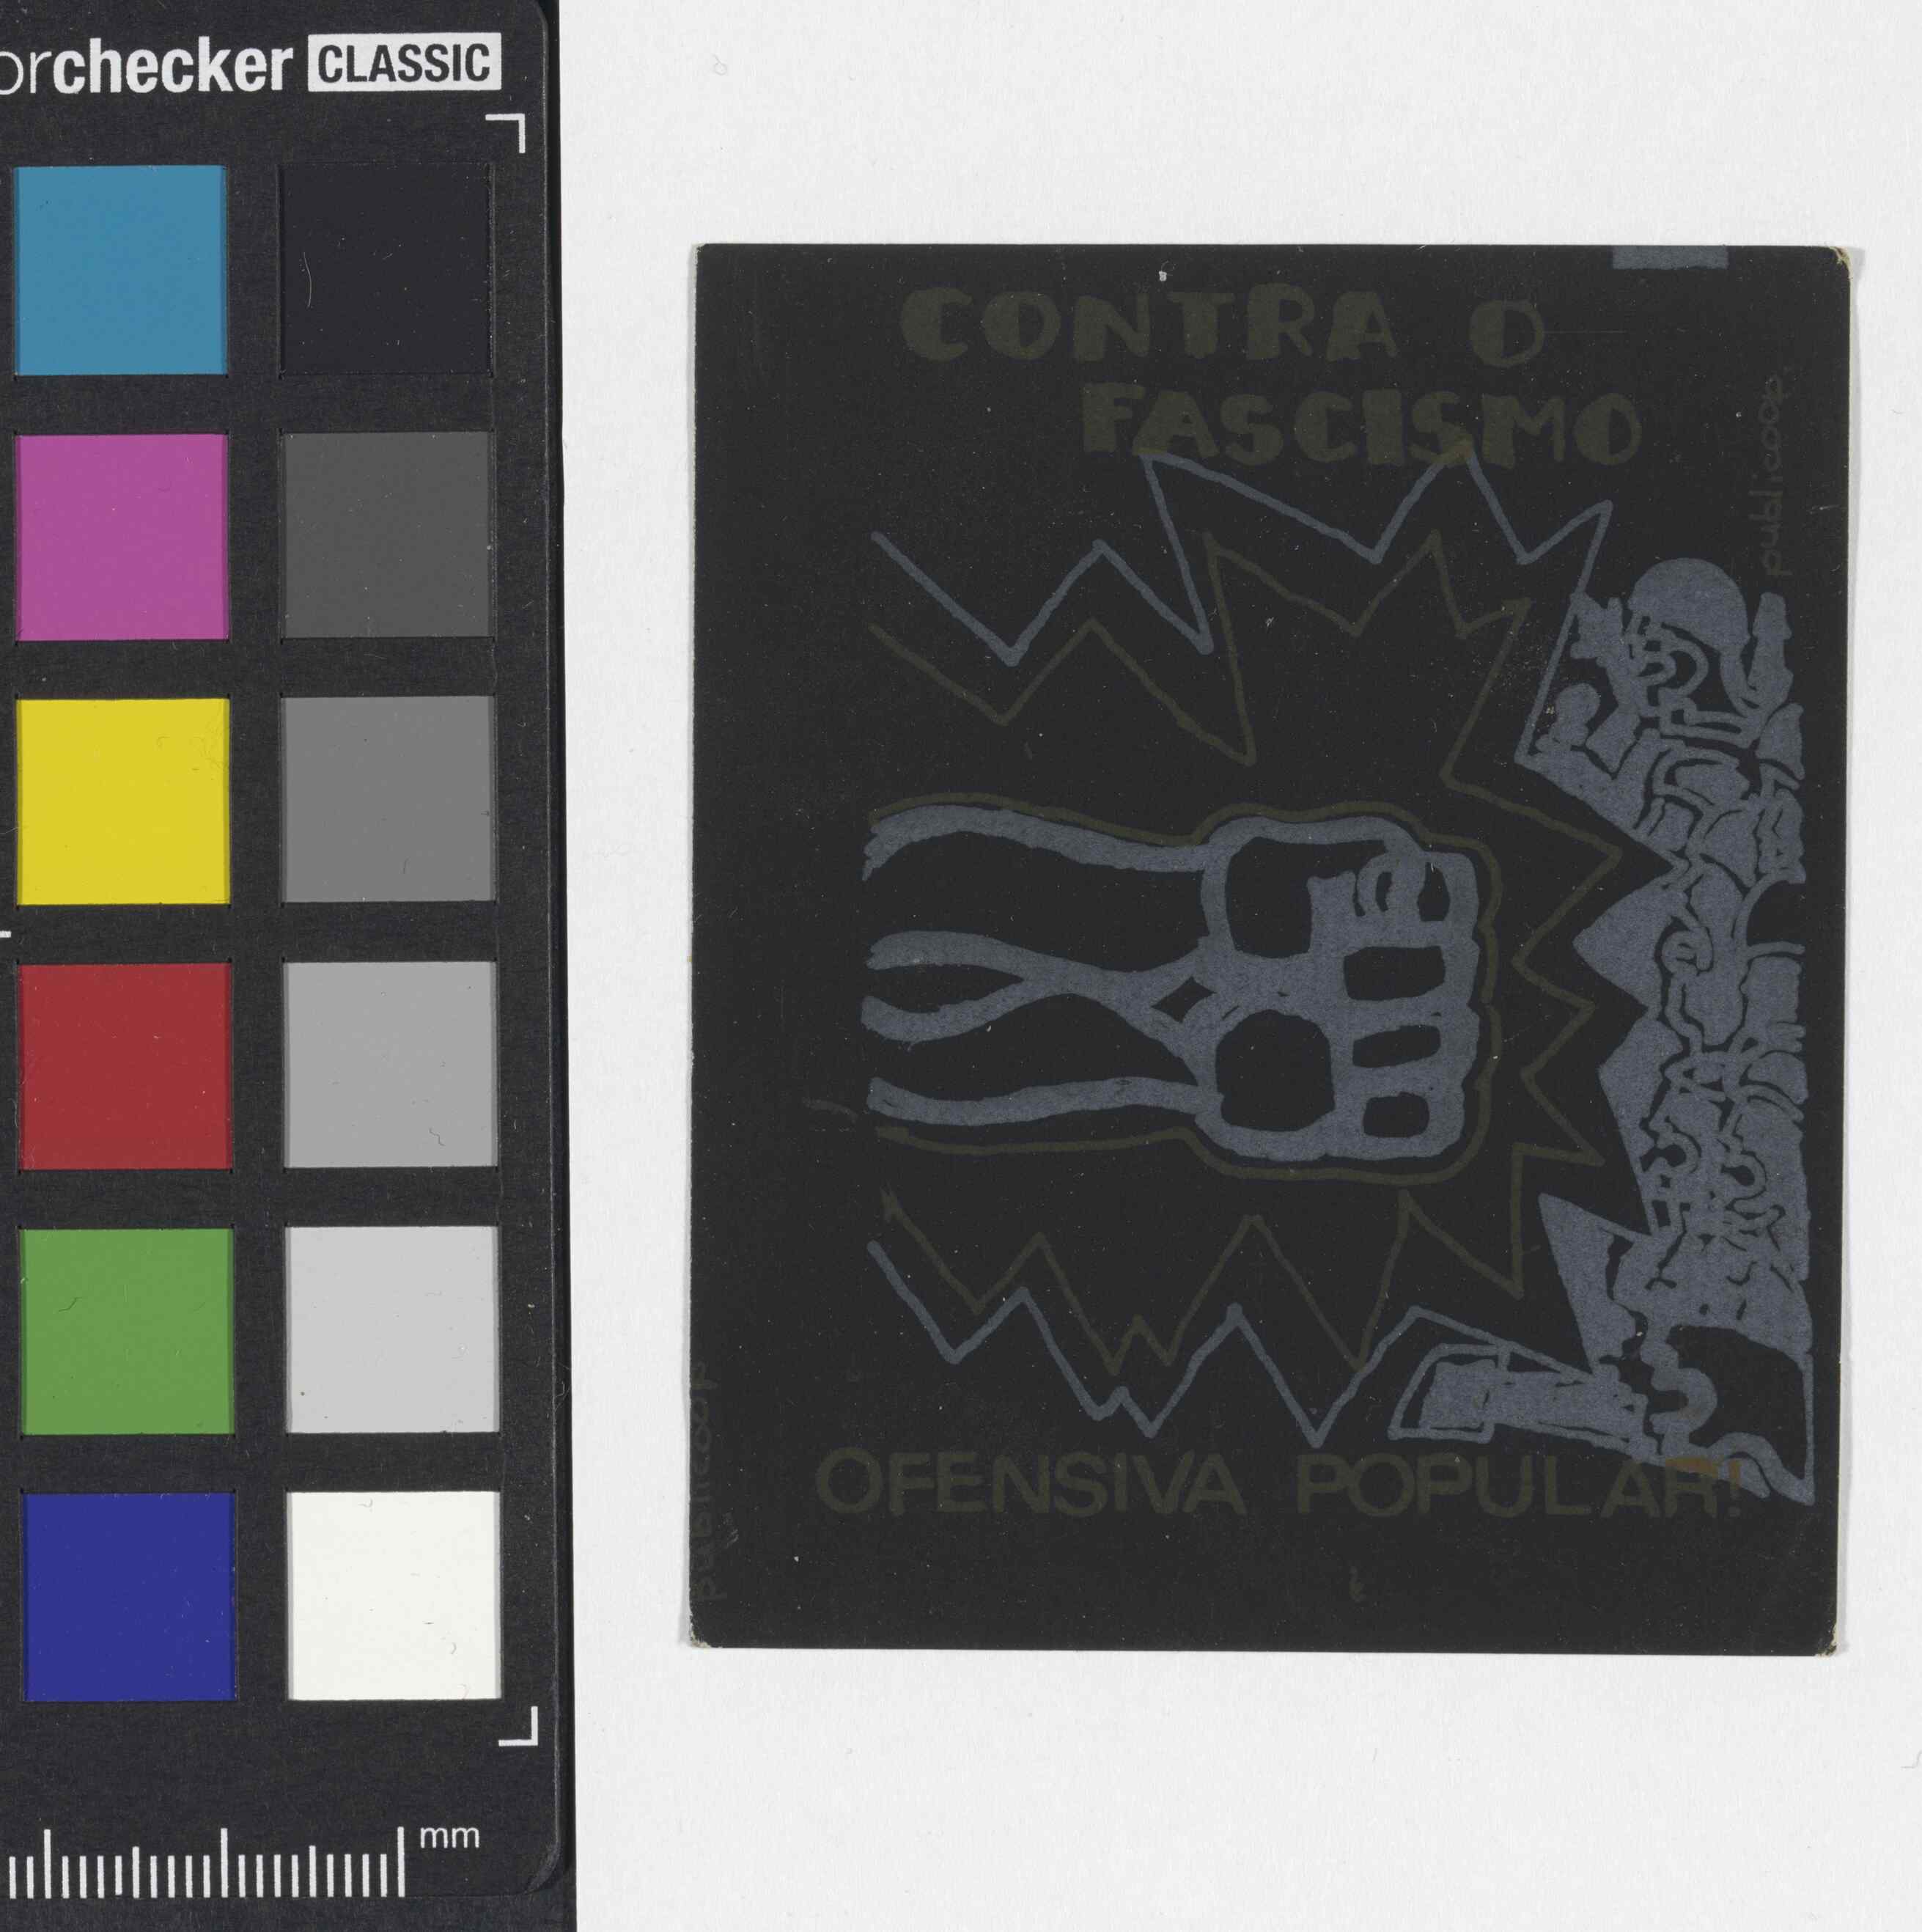 orchecker CLASSIC
CONTRA O
FASCISMO
publicoop.
publicoop
OFENSIVA POPULAR!
mm